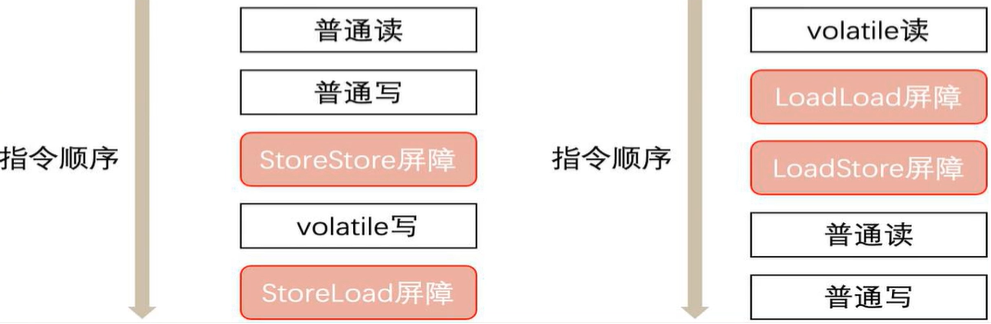 普通读
普通写
StoreStore屏障
指令顺序
volatile写
StoreLoad屏障
volatile读
LoadLoad屏障
指令顺序
LoadStore屏障
普通读
普通写